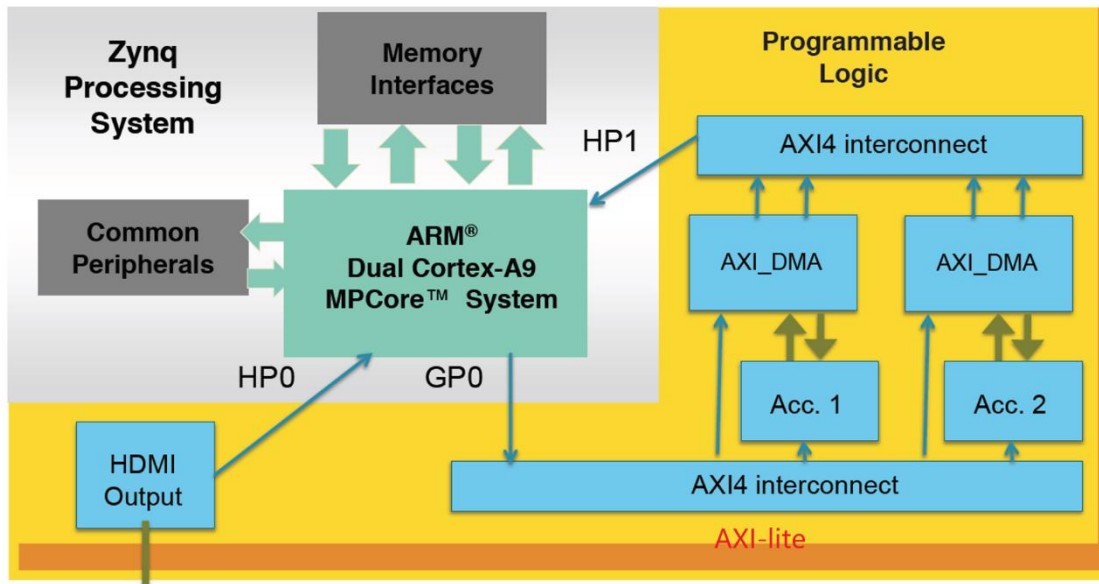 Zynq
Processing
System
Memory
Interfaces
Programmable
Logic
HP1
AXI4 interconnect
Common
Peripherals
ARM®
Dual Cortex-A9
MPCore™ System
AXI_DMA
AXI_DMA
HP0
GP0
Acc. 1
Acc. 2
HDMI
Output
AXI4 interconnect
AXI-lite